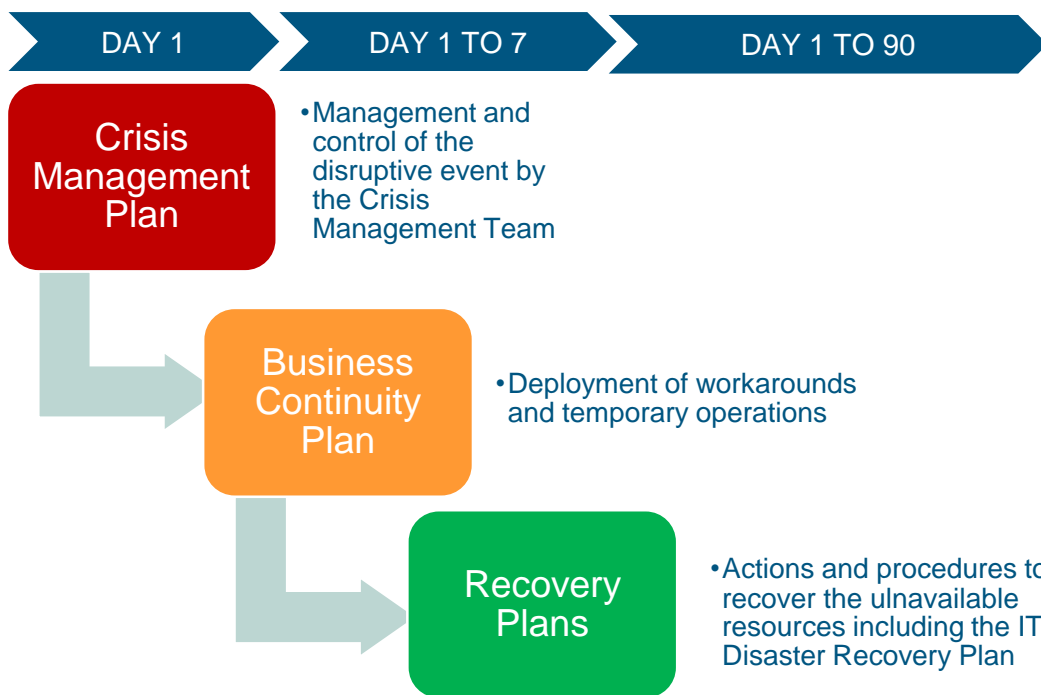 DAY 1
DAY 1 TO 7
DAY 1 TO 90
Crisis
Management
Plan
•Management and
control of the
disruptive event by
the Crisis
Management Team
Business
Continuity
Plan
•Deployment of workarounds
and temporary operations
Recovery
Plans
•Actions and procedures to
recover the ulnavailable
resources including the IT
Disaster Recovery Plan